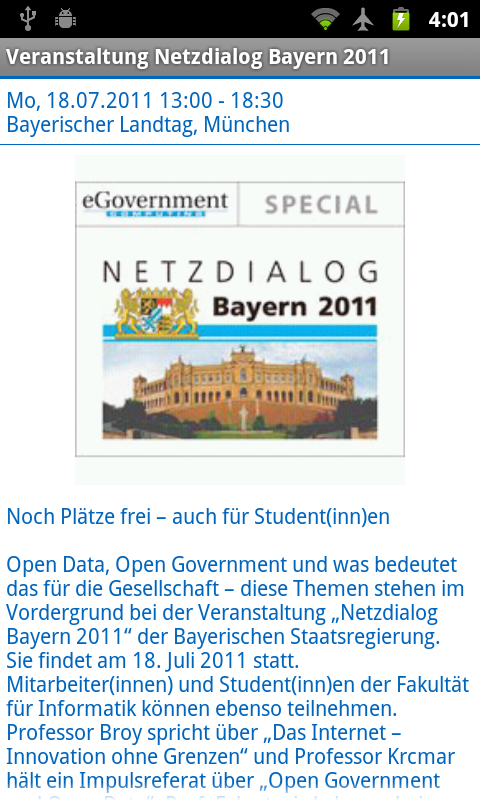 4:01
Veranstaltung Netzdialog Bayern 2011
Mo, 18.07.2011 13:00 - 18:30
Bayerischer Landtag, München
eGovernment
COMPUTING
SPECIAL
NETZDIALOG
Bayern 2011
Noch Plätze frei – auch für Student(inn)en
Open Data, Open Government und was bedeutet
das für die Gesellschaft – diese Themen stehen im
Vordergrund bei der Veranstaltung „Netzdialog
Bayern 2011“ der Bayerischen Staatsregierung.
Sie findet am 18. Juli 2011 statt.
Mitarbeiter(innen) und Student(inn)en der Fakultät
für Informatik können ebenso teilnehmen.
Professor Broy spricht über „Das Internet –
Innovation ohne Grenzen“ und Professor Krcmar
hält ein Impulsreferat über „Open Government